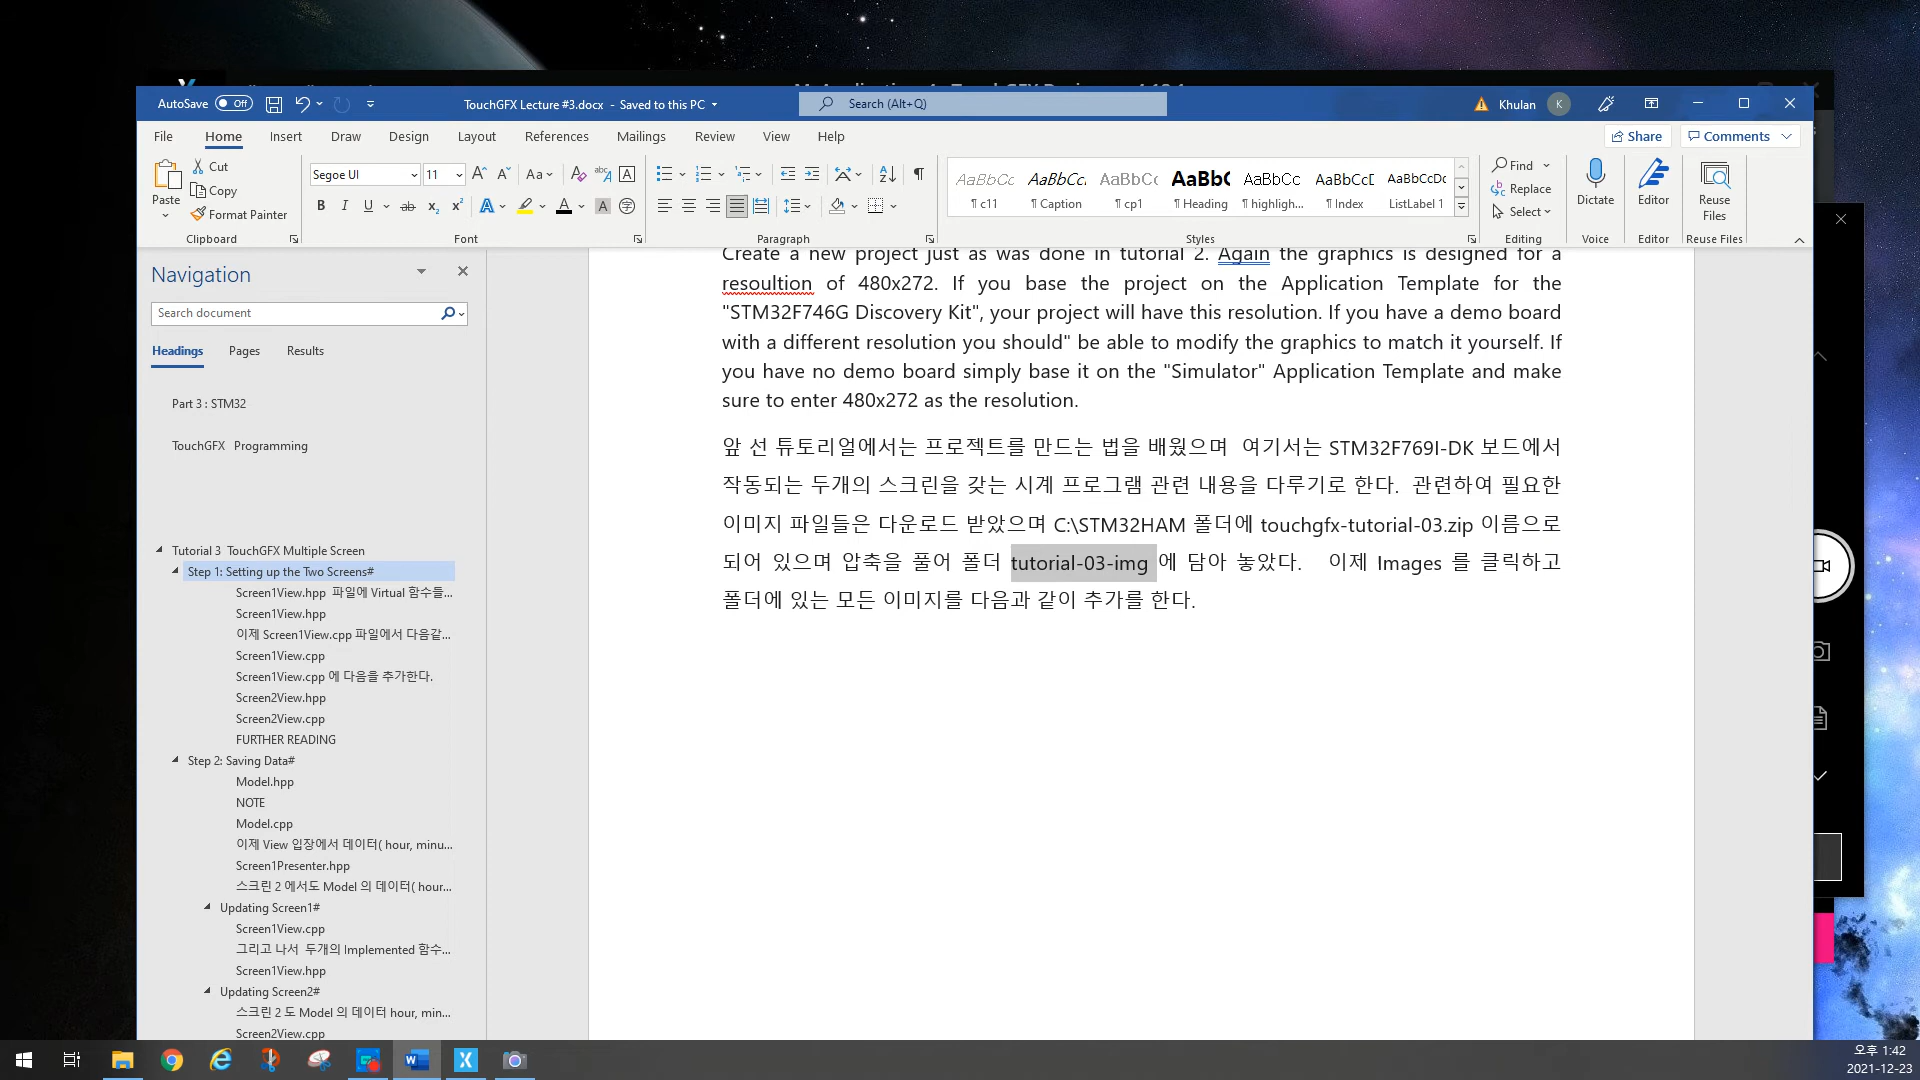 AutoSave Off TouchGFX Lecture #3.docx - Saved to this PC Search (Alt+Q) Khulan K
File Home Insert Draw Design Layout References Mailings Review View Help Share Comments
Paste
Cut
Copy
Format Painter
Clipboard
Segoe UI 11
Font
Paragraph
AaBbCc AaBbCc AaBbCc AaBbC AaBbCc AaBbCcD AaBbCcDc
¶ c11 ¶ Caption ¶ cp1 ¶ Heading ¶ highligh... ¶ Index ListLabel 1
Styles
Find
Replace
Select
Editing
Dictate
Voice
Editor
Editor
Reuse
Files
Reuse Files
Navigation
Search document
Headings Pages Results
Part 3 : STM32
TouchGFX Programming
Tutorial 3 TouchGFX Multiple Screen
Step 1: Setting up the Two Screens#
Screen1View.hpp 파일에 Virtual 함수들...
Screen1View.hpp
이제 Screen1View.cpp 파일에서 다음같...
Screen1View.cpp
Screen1View.cpp 에 다음을 추가한다.
Screen2View.hpp
Screen2View.cpp
FURTHER READING
Step 2: Saving Data#
Model.hpp
NOTE
Model.cpp
이제 View 입장에서 데이터( hour, minu...
Screen1Presenter.hpp
스크린 2 에서도 Model 의 데이터( hour...
Updating Screen1#
Screen1View.cpp
그리고 나서 두개의 Implemented 함수...
Screen1View.hpp
Updating Screen2#
스크린 2 도 Model 의 데이터 hour, min...
Screen2View.cpp
Create a new project just as was done in tutorial 2. Again the graphics is designed for a
resoultion of 480x272. If you base the project on the Application Template for the
"STM32F746G Discovery Kit", your project will have this resolution. If you have a demo board
with a different resolution you should" be able to modify the graphics to match it yourself. If
you have no demo board simply base it on the "Simulator" Application Template and make
sure to enter 480x272 as the resolution.
앞 선 튜토리얼에서는 프로젝트를 만드는 법을 배웠으며 여기서는 STM32F769I-DK 보드에서
작동되는 두개의 스크린을 갖는 시계 프로그램 관련 내용을 다루기로 한다. 관련하여 필요한
이미지 파일들은 다운로드 받았으며 C:\STM32HAM 폴더에 touchgfx-tutorial-03.zip 이름으로
되어 있으며 압축을 풀어 폴더 tutorial-03-img 에 담아 놓았다. 이제 Images 를 클릭하고
폴더에 있는 모든 이미지를 다음과 같이 추가를 한다.
오후 1:42
2021-12-23